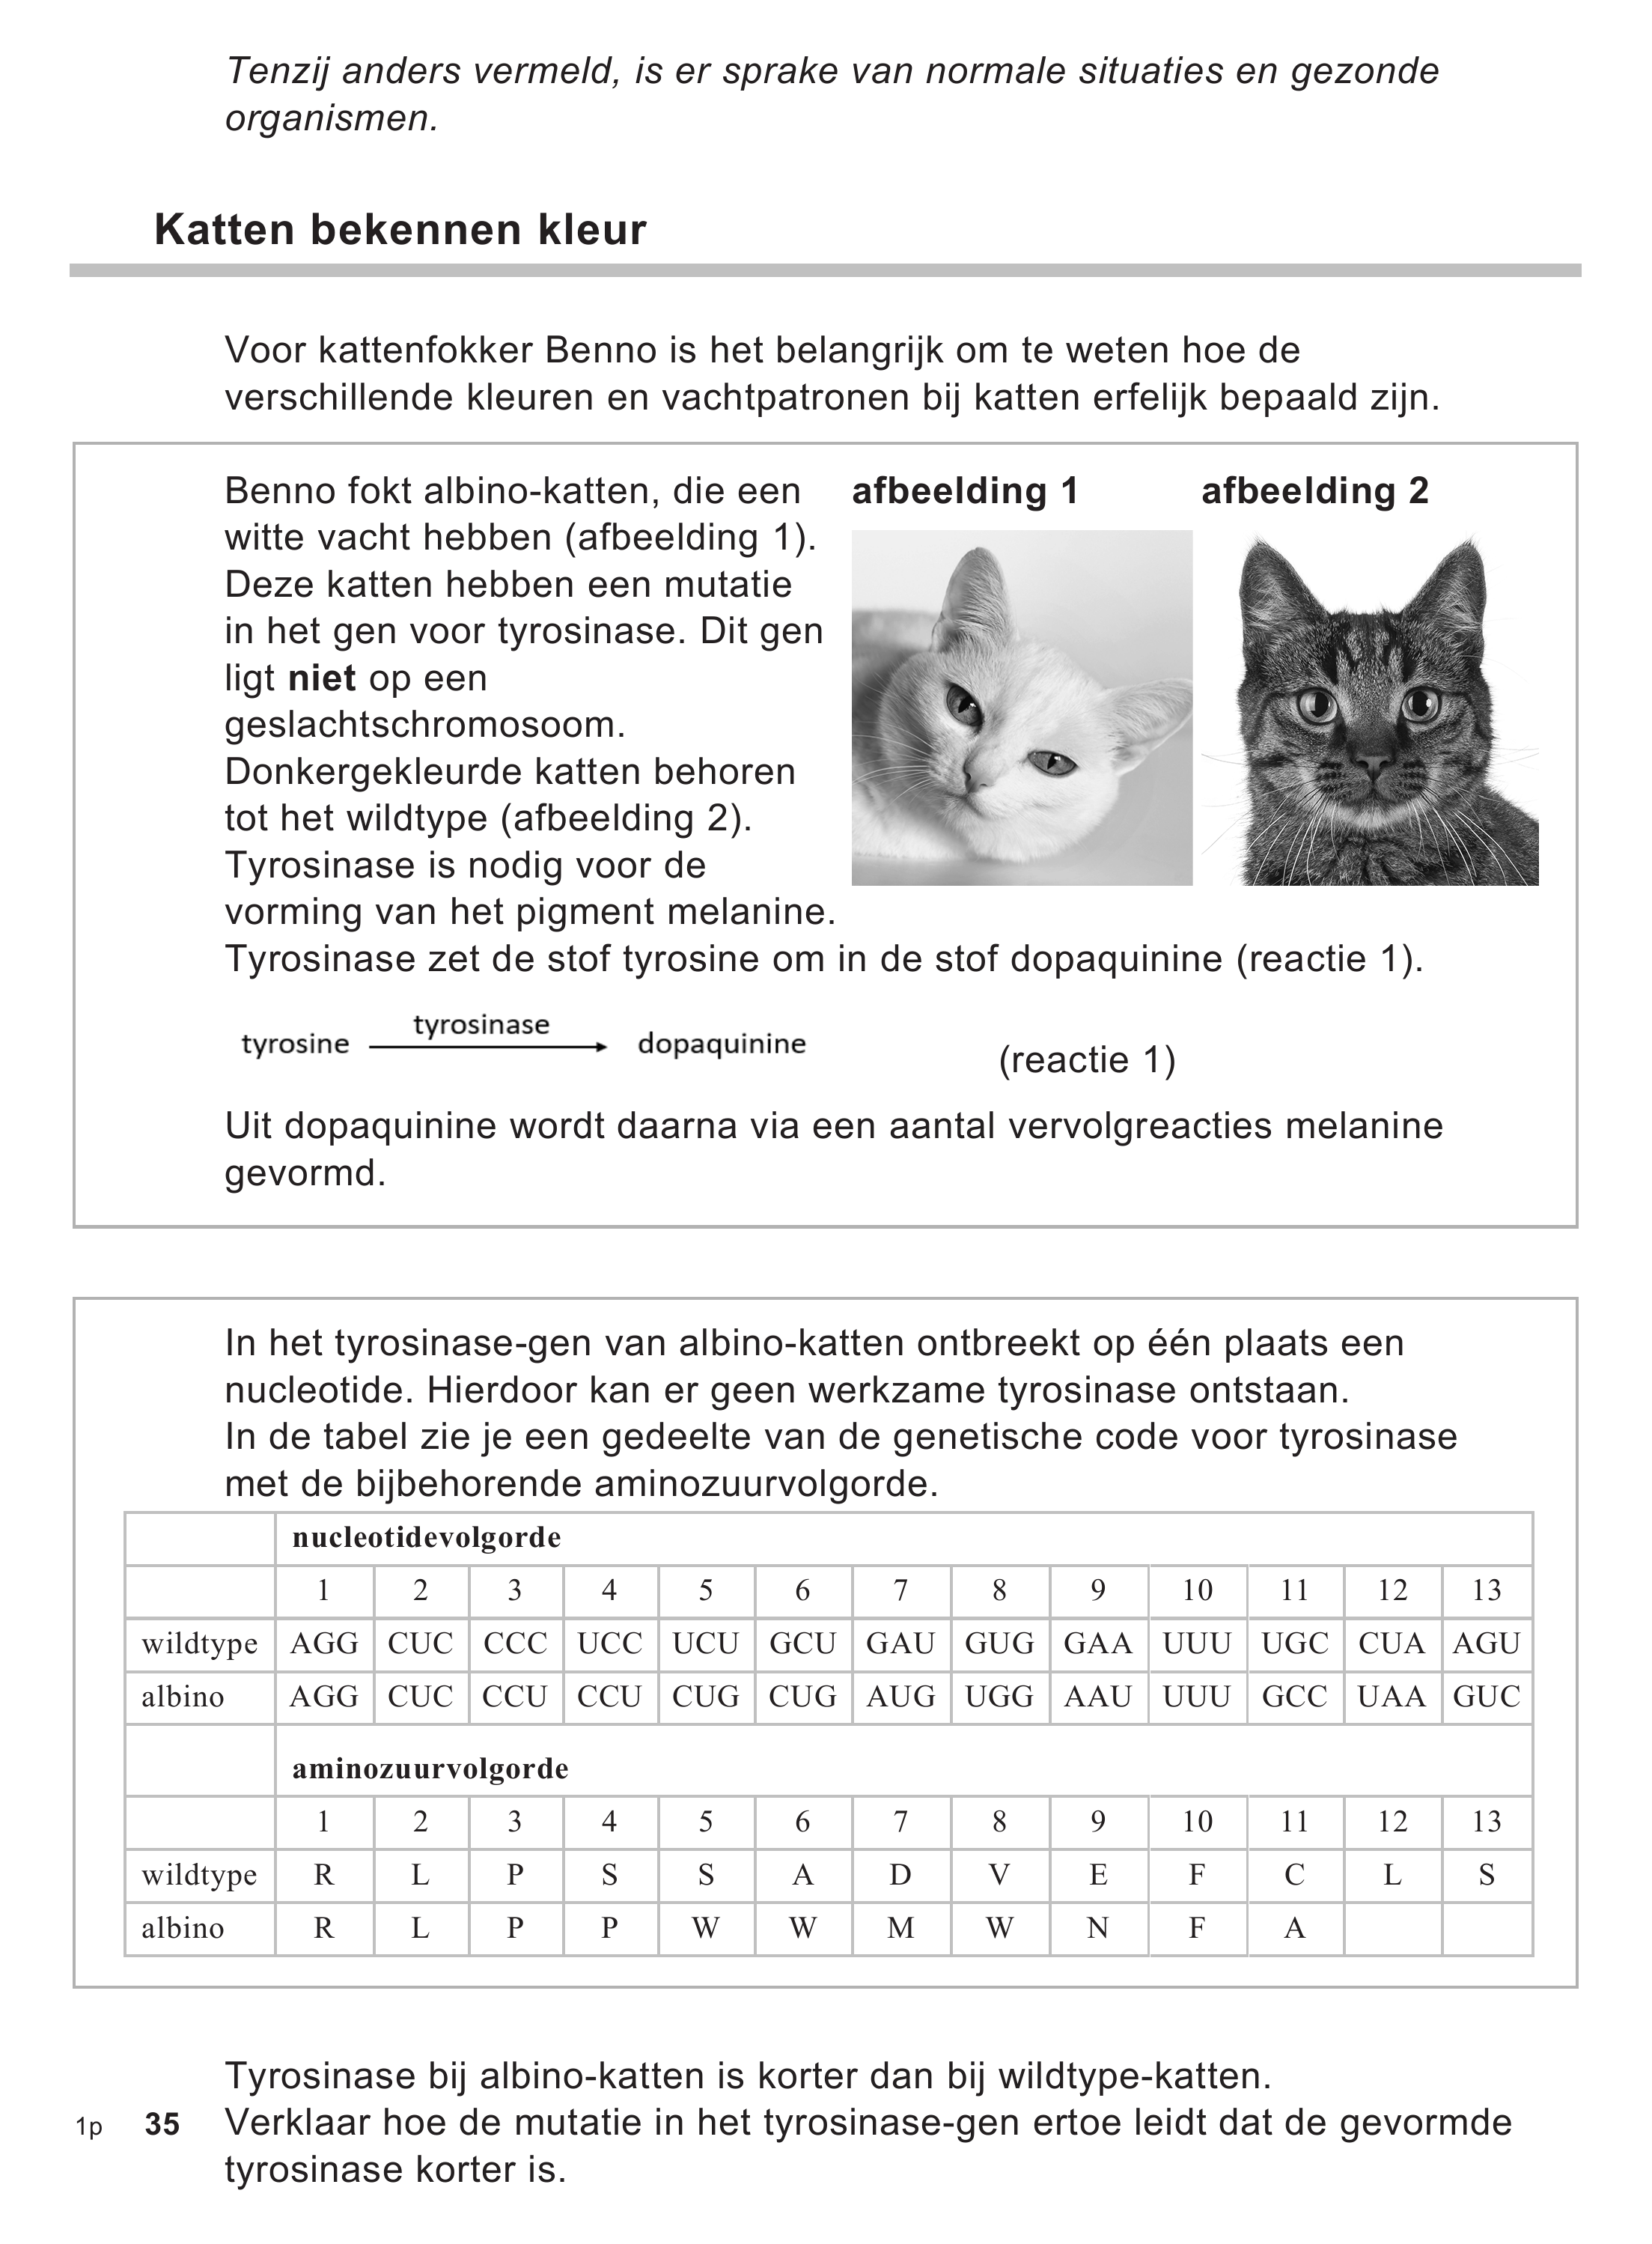 Tenzij anders vermeld, is er sprake van normale situaties en gezonde
organismen.
Katten bekennen kleur
Voor kattenfokker Benno is het belangrijk om te weten hoe de
verschillende kleuren en vachtpatronen bij katten erfelijk bepaald zijn.
Benno fokt albino-katten, die een
witte vacht hebben (afbeelding 1).
Deze katten hebben een mutatie
in het gen voor tyrosinase. Dit gen
ligt niet op een
geslachtschromosoom.
Donkergekleurde katten behoren
tot het wildtype (afbeelding 2).
Tyrosinase is nodig voor de
vorming van het pigment melanine.
afbeelding 1 afbeelding 2
Tyrosinase zet de stof tyrosine om in de stof dopaquinine (reactie 1).
tyrosinase
tyrosine dopaquinine (reactie 1)
Uit dopaquinine wordt daarna via een aantal vervolgreacties melanine
gevormd.
In het tyrosinase-gen van albino-katten ontbreekt op één plaats een
nucleotide. Hierdoor kan er geen werkzame tyrosinase ontstaan.
In de tabel zie je een gedeelte van de genetische code voor tyrosinase
met de bijbehorende aminozuurvolgorde.
nucleotidevolgorde
1 2 3 4 5 6 7 8 9 10 11 12 13
wildtype AGG CUC CCC UCC UCU GCU GAU GUG GAA UUU UGC CUA AGU
albino AGG CUC CCU CCU CUG CUG AUG UGG AAU UUU GCC UAA GUC
aminozuurvolgorde
1 2 3 4 5 6 7 8 9 10 11 12 13
wildtype R L P S S A D V E F C L S
albino R L P P W W M W N F A
Tyrosinase bij albino-katten is korter dan bij wildtype-katten.
1p 35 Verklaar hoe de mutatie in het tyrosinase-gen ertoe leidt dat de gevormde
tyrosinase korter is.